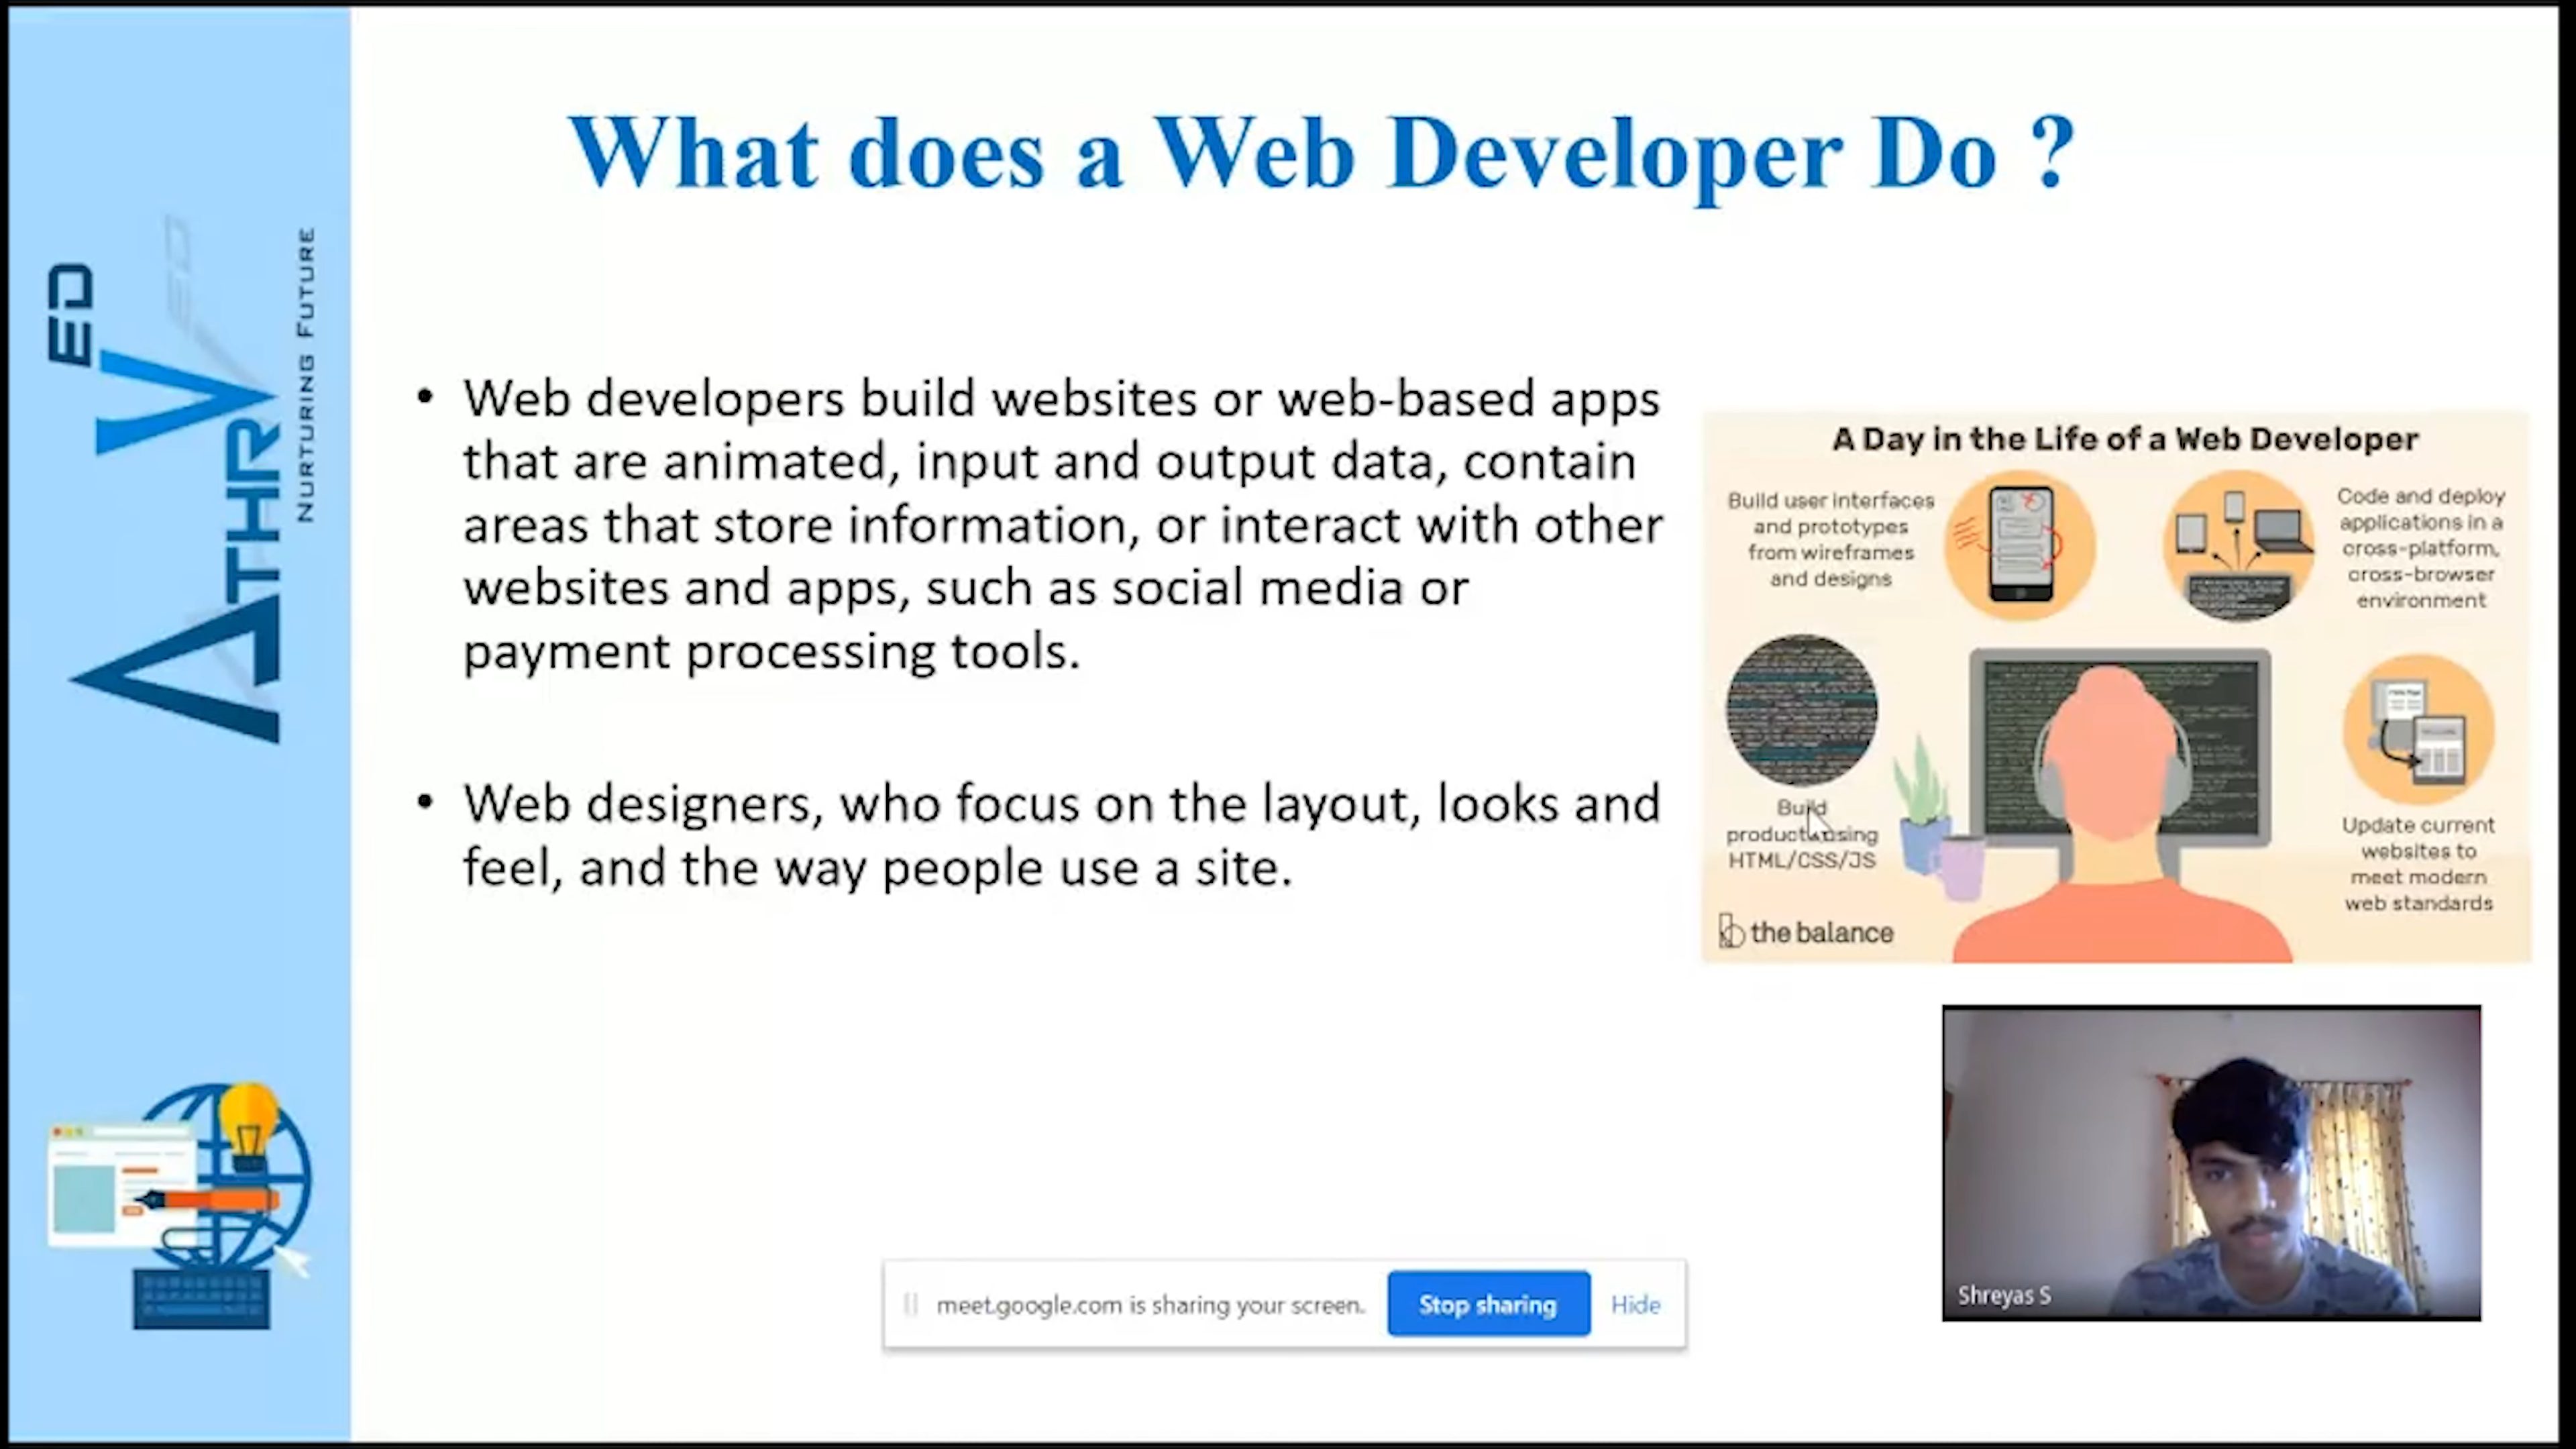 What does a Web Developer Do ?
ATHRVED
NURTURING FUTURE
• Web developers build websites or web-based apps
that are animated, input and output data, contain
areas that store information, or interact with other
websites and apps, such as social media or
payment processing tools.
• Web designers, who focus on the layout, looks and
feel, and the way people use a site.
A Day in the Life of a Web Developer
Build user interfaces
and prototypes
from wireframes
and designs
Code and deploy
applications in a
cross-platform,
cross-browser
environment
Build
products using
HTML/CSS/JS
Update current
websites to
meet modern
web standards
the balance
meet.google.com is sharing your screen.
Stop sharing
Hide
Shreyas S